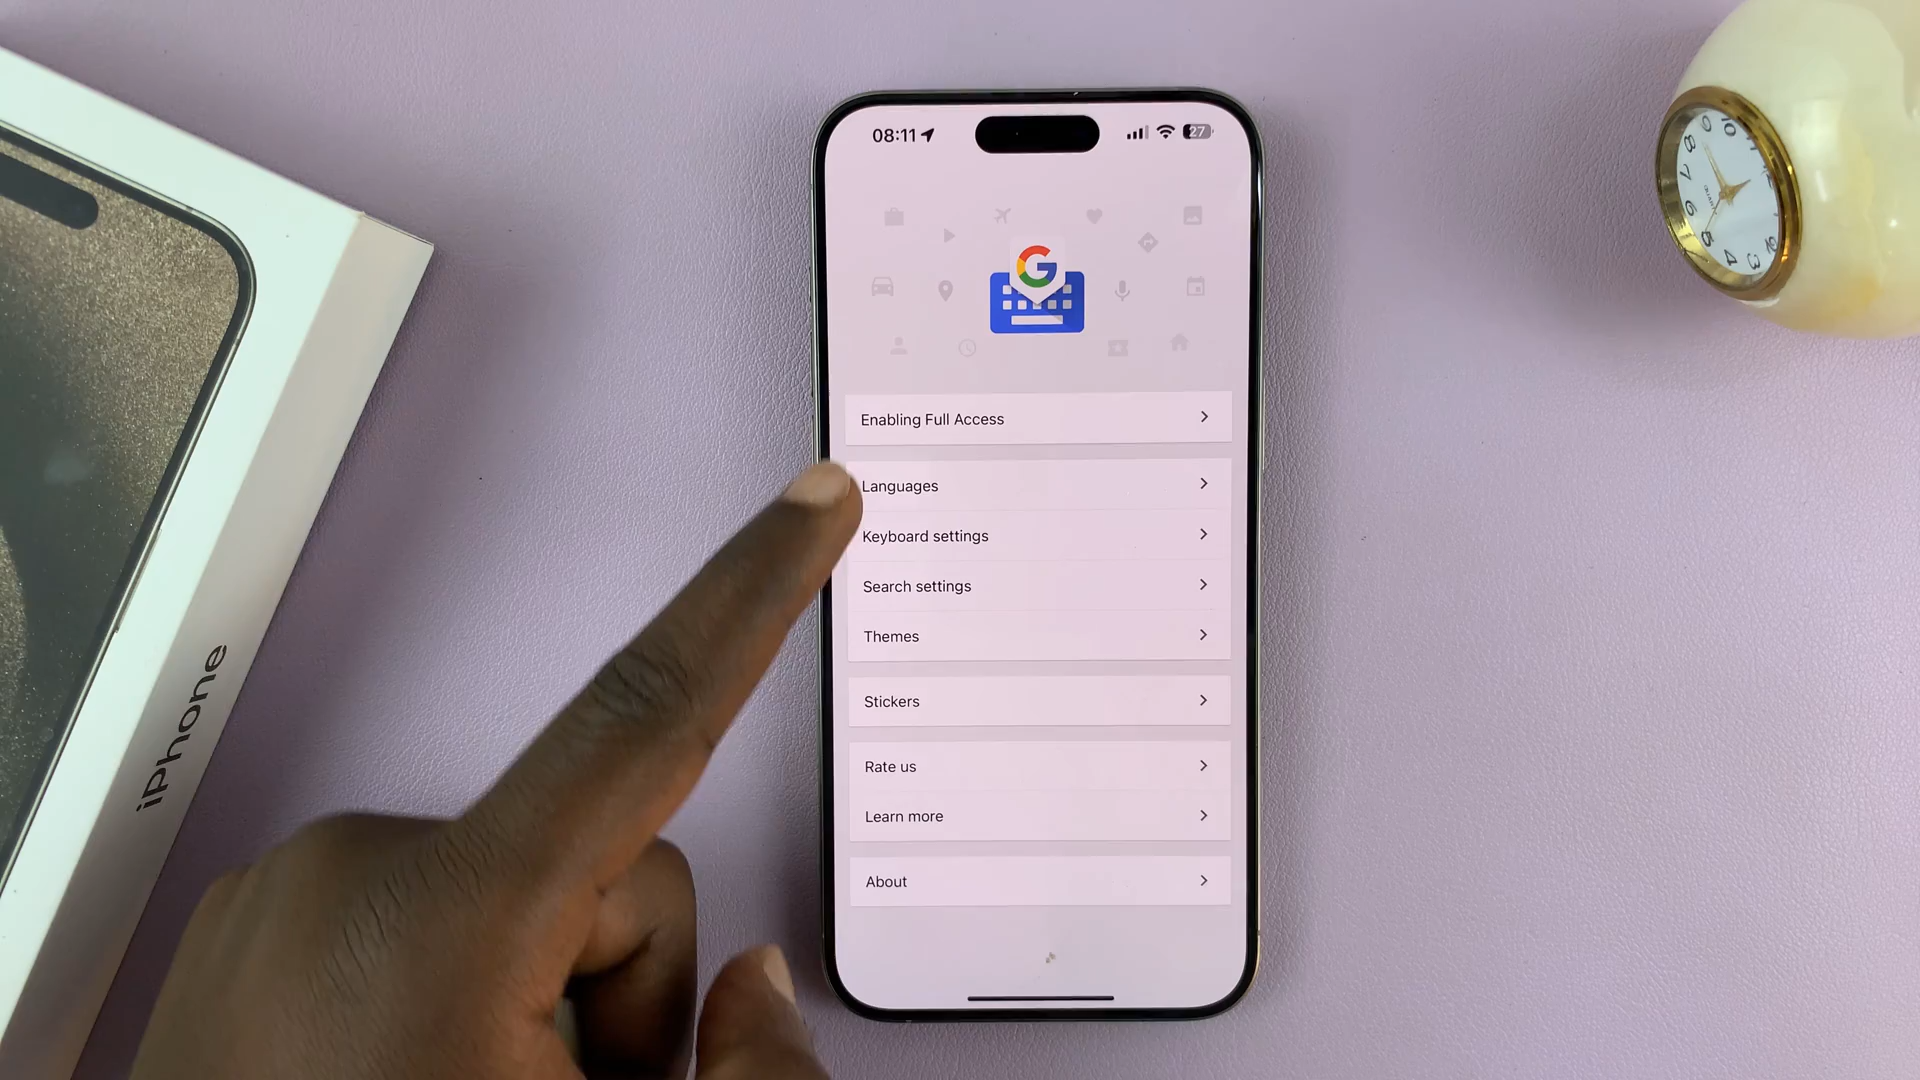 08:11
27
Enabling Full Access
Languages
Keyboard settings
Search settings
Themes
Stickers
Rate us
Learn more
About
iPhone